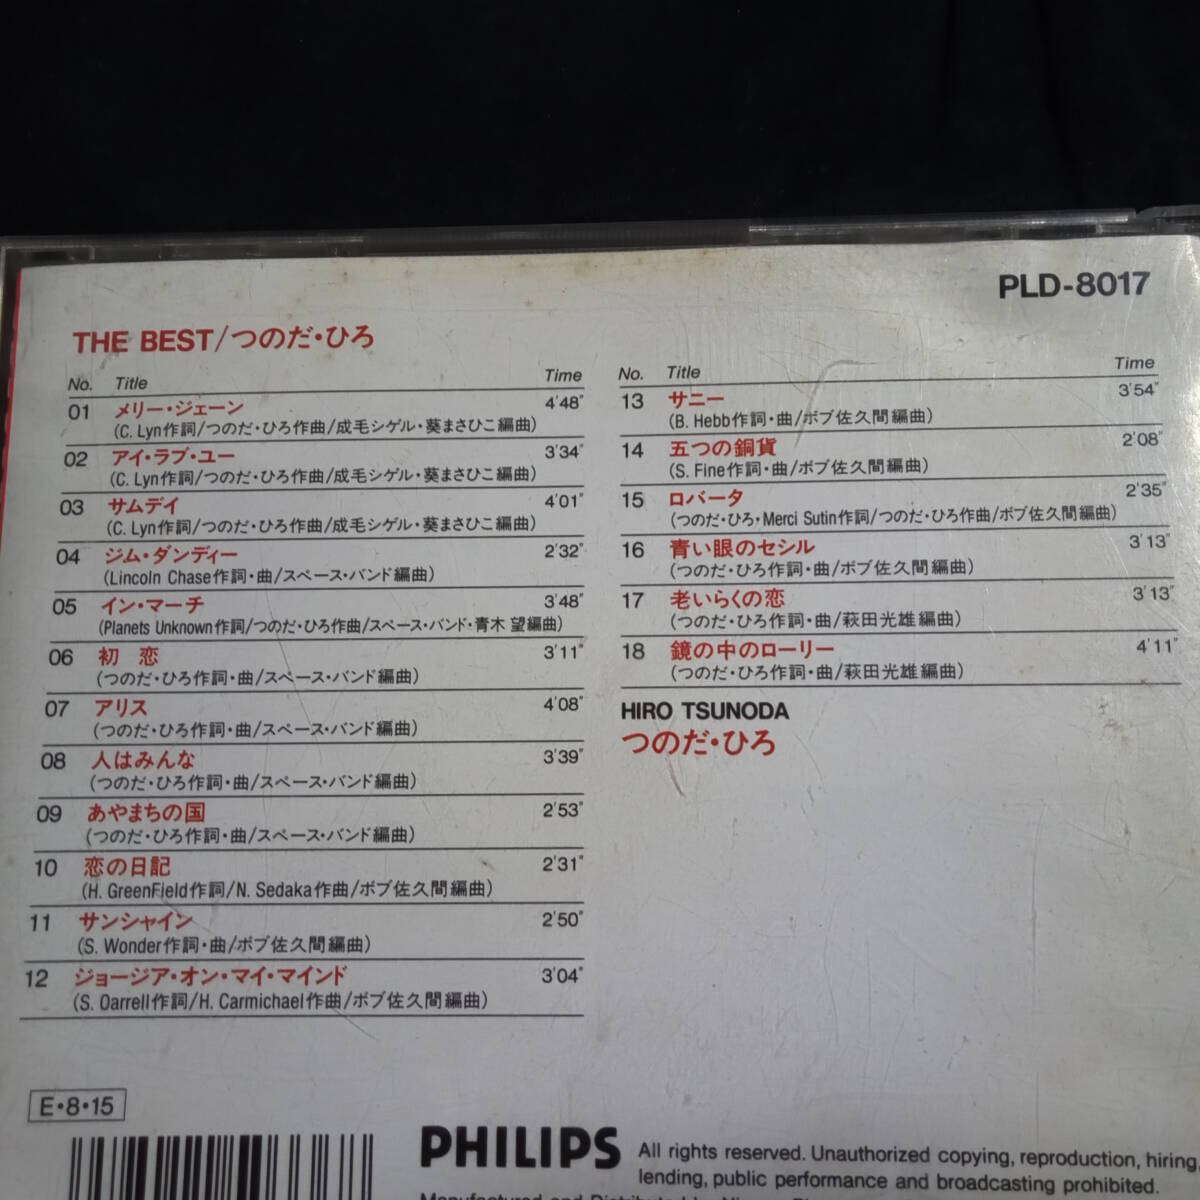 PLD-8017
THE BEST/つのだ・ひろ
No. Title Time
01 メリー・ジェーン 4'48"
(C. Lyn作詞/つのだ・ひろ作曲/成毛シゲル・葵まさひこ編曲)
02 アイ・ラブ・ユー 3'34"
(C. Lyn作詞/つのだ・ひろ作曲/成毛シゲル・葵まさひこ編曲)
03 サムデイ 4'01"
(C. Lyn作詞/つのだ・ひろ作曲/成毛シゲル・葵まさひこ編曲)
04 ジム・ダンディー 2'32"
(Lincoln Chase作詞・曲/スペース・バンド編曲)
05 イン・マーチ 3'48"
(Planets Unknown作詞/つのだ・ひろ作曲/スペース・バンド・青木 望編曲)
06 初 恋 3'11"
(つのだ・ひろ作詞・曲/スペース・バンド編曲)
07 アリス 4'08"
(つのだ・ひろ作詞・曲/スペース・バンド編曲)
08 人はみんな 3'39"
(つのだ・ひろ作詞・曲/スペース・バンド編曲)
09 あやまちの国 2'53"
(つのだ・ひろ作詞・曲/スペース・バンド編曲)
10 恋の日記 2'31"
(H. GreenField作詞/N. Sedaka作曲/ボブ佐久間編曲)
11 サンシャイン 2'50"
(S. Wonder作詞・曲/ボブ佐久間編曲)
12 ジョージア・オン・マイ・マインド 3'04"
(S. Darrell作詞/H. Carmichael作曲/ボブ佐久間編曲)
No. Title Time
13 サニー 3'54"
(B. Hebb作詞・曲/ボブ佐久間編曲)
14 五つの銅貨 2'08"
(S. Fine作詞・曲/ボブ佐久間編曲)
15 ロバータ 2'35"
(つのだ・ひろ・Merci Sutin作詞/つのだ・ひろ作曲/ボブ佐久間編曲)
16 青い眼のセシル 3'13"
(つのだ・ひろ作詞・曲/ボブ佐久間編曲)
17 老いらくの恋 3'13"
(つのだ・ひろ作詞・曲/萩田光雄編曲)
18 鏡の中のローリー 4'11"
(つのだ・ひろ作詞・曲/萩田光雄編曲)
HIRO TSUNODA
つのだ・ひろ
E・8・15
PHILIPS
All rights reserved. Unauthorized copying, reproduction, hiring,
lending, public performance and broadcasting prohibited.
Manufactured and Distributed by